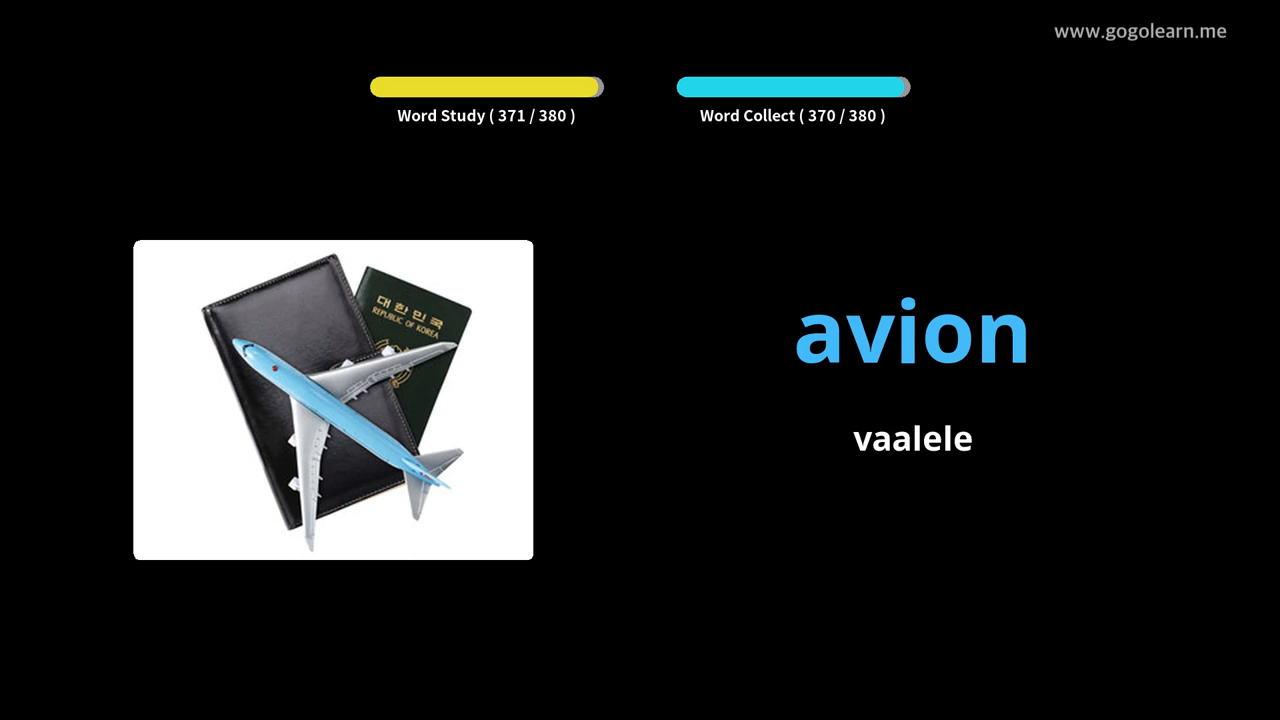 www.gogolearn.me
Word Study ( 371 / 380 )
Word Collect ( 370 / 380 )
대한민국
REPUBLIC OF KOREA
avion
vaalele